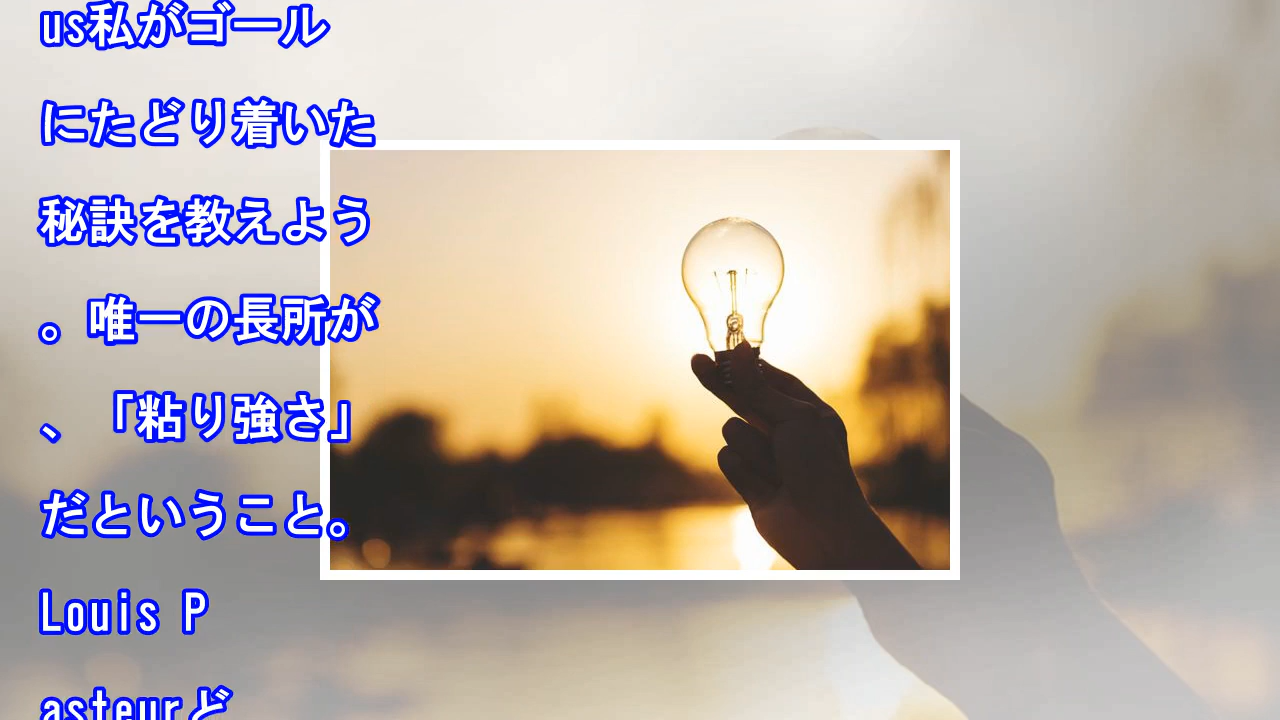 us私がゴール
にたどり着いた
秘訣を教えよう
。唯一の長所が
、「粘り強さ」
だということ。
Louis P
asteurど